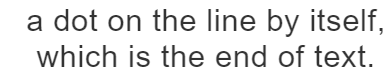 a dot on the line by itself,
which is the end of text.